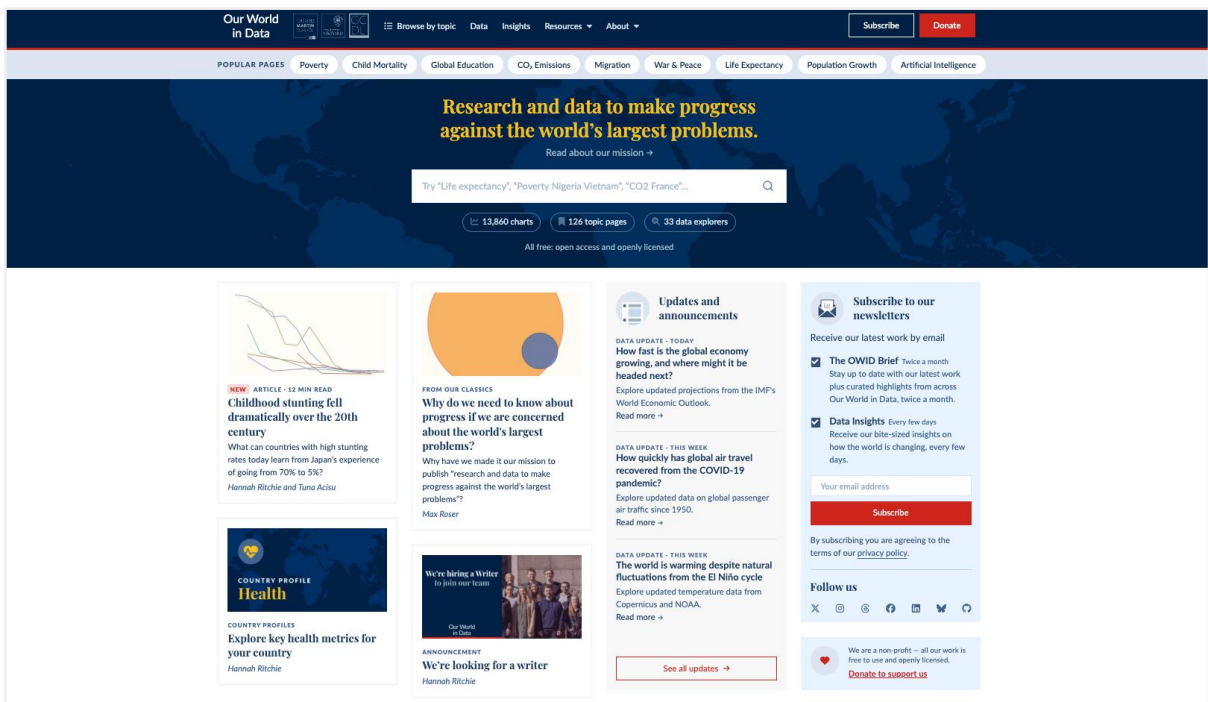 Our World
in Data
Browse by topic
Data
Insights
Resources
About
Subscribe
Donate
POPULAR PAGES
Poverty
Child Mortality
Global Education
CO₂ Emissions
Migration
War & Peace
Life Expectancy
Population Growth
Artificial Intelligence
Research and data to make progress
against the world's largest problems.
Read about our mission →
Try "Life expectancy", "Poverty Nigeria Vietnam", "CO2 France"...
13,860 charts
126 topic pages
33 data explorers
All free: open access and openly licensed
NEW ARTICLE · 12 MIN READ
Childhood stunting fell
dramatically over the 20th
century
What can countries with high stunting
rates today learn from Japan's experience
of going from 70% to 5%?
Hannah Ritchie and Tuna Acisu
COUNTRY PROFILE
Health
COUNTRY PROFILES
Explore key health metrics for
your country
Hannah Ritchie
FROM OUR CLASSICS
Why do we need to know about
progress if we are concerned
about the world's largest
problems?
Why have we made it our mission to
publish "research and data to make
progress against the world's largest
problems"?
Max Roser
We're hiring a Writer
to join our team
Our World
in Data
ANNOUNCEMENT
We're looking for a writer
Hannah Ritchie
Updates and
announcements
DATA UPDATE · TODAY
How fast is the global economy
growing, and where might it be
headed next?
Explore updated projections from the IMF's
World Economic Outlook.
Read more →
DATA UPDATE · THIS WEEK
How quickly has global air travel
recovered from the COVID-19
pandemic?
Explore updated data on global passenger
air traffic since 1950.
Read more →
DATA UPDATE · THIS WEEK
The world is warming despite natural
fluctuations from the El Niño cycle
Explore updated temperature data from
Copernicus and NOAA.
Read more →
See all updates →
Subscribe to our
newsletters
Receive our latest work by email
The OWID Brief Twice a month
Stay up to date with our latest work
plus curated highlights from across
Our World in Data, twice a month.
Data Insights Every few days
Receive our bite-sized insights on
how the world is changing, every few
days.
Your email address
Subscribe
By subscribing you are agreeing to the
terms of our privacy policy.
Follow us
We are a non-profit — all our work is
free to use and openly licensed.
Donate to support us